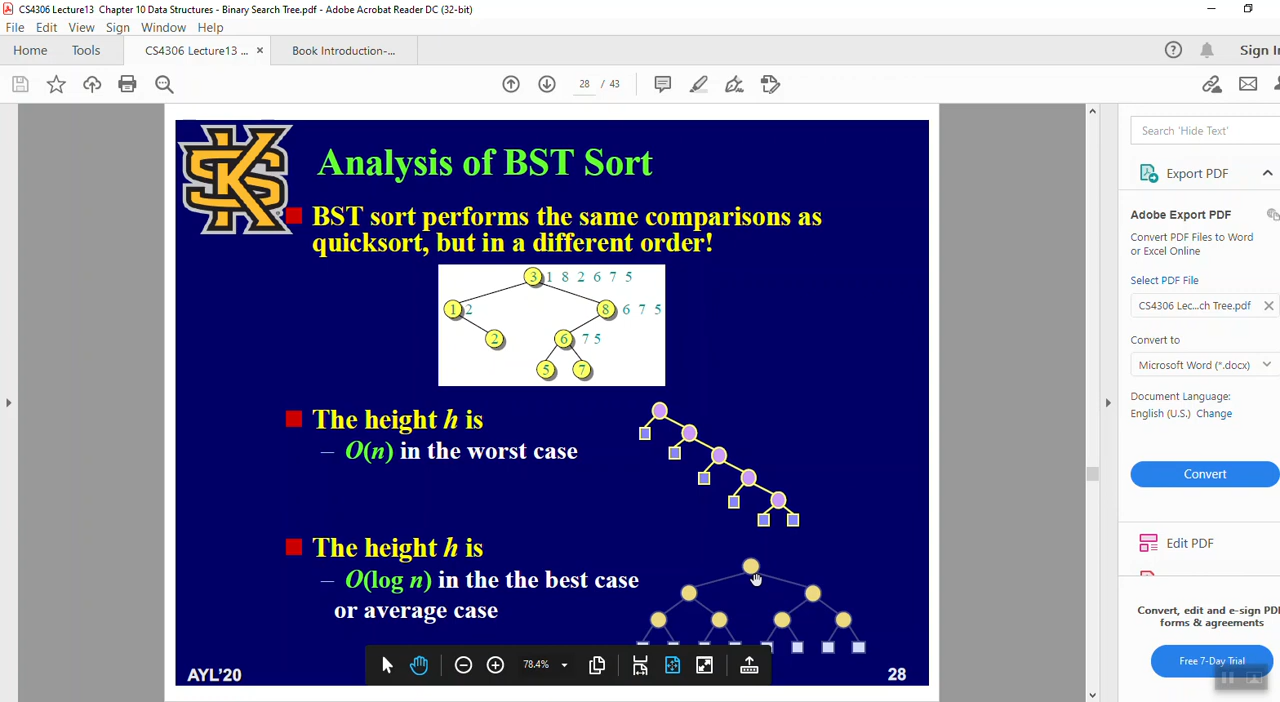 CS4306 Lecture13  Chapter 10 Data Structures - Binary Search Tree.pdf - Adobe Acrobat Reader DC (32-bit)
File Edit View Sign Window Help
Home Tools CS4306 Lecture13 ... × Book Introduction-... Sign In
28 / 43
Analysis of BST Sort
BST sort performs the same comparisons as
quicksort, but in a different order!
3 1 8 2 6 7 5
1 2 8 6 7 5
2 6 7 5
5 7
The height h is
– O(n) in the worst case
The height h is
– O(log n) in the the best case
or average case
AYL'20
28
78.4%
Search 'Hide Text'
Export PDF
Adobe Export PDF
Convert PDF Files to Word
or Excel Online
Select PDF File
CS4306 Lec...ch Tree.pdf ×
Convert to
Microsoft Word (*.docx)
Document Language:
English (U.S.) Change
Convert
Edit PDF
Convert, edit and e-sign PD
forms & agreements
Free 7-Day Trial